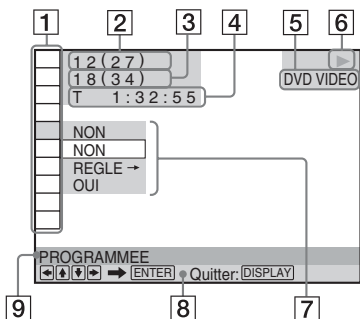 1 2 3 4 5 6
12(27)
18(34)
T 1:32:55
DVD VIDEO
NON
NON
REGLE →
OUI
PROGRAMMEE
ENTER Quitter: DISPLAY
9 8 7